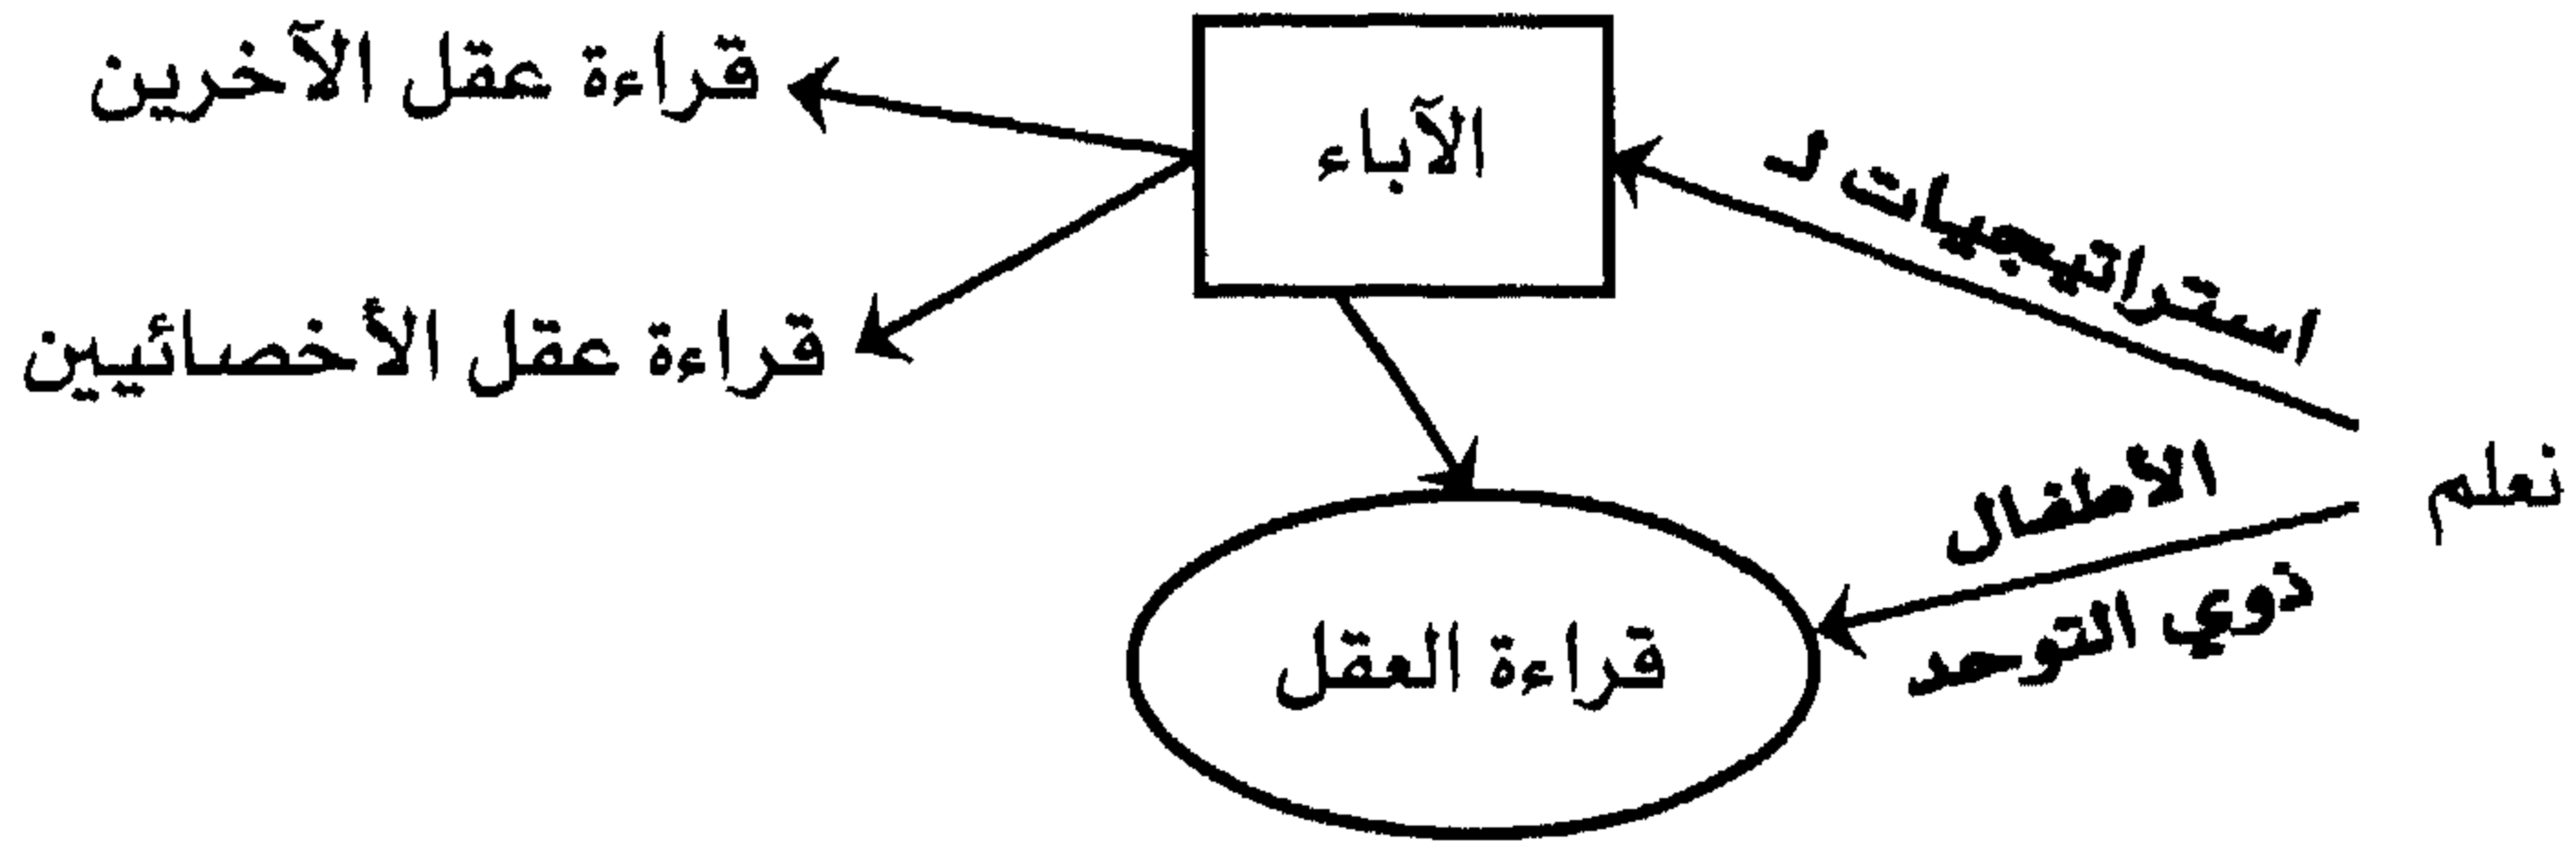 نعلم
استراتيجيات لـ
الآباء
قراءة عقل الآخرين
قراءة عقل الأخصائيين
الأطفال
ذوي التوحد
قراءة العقل